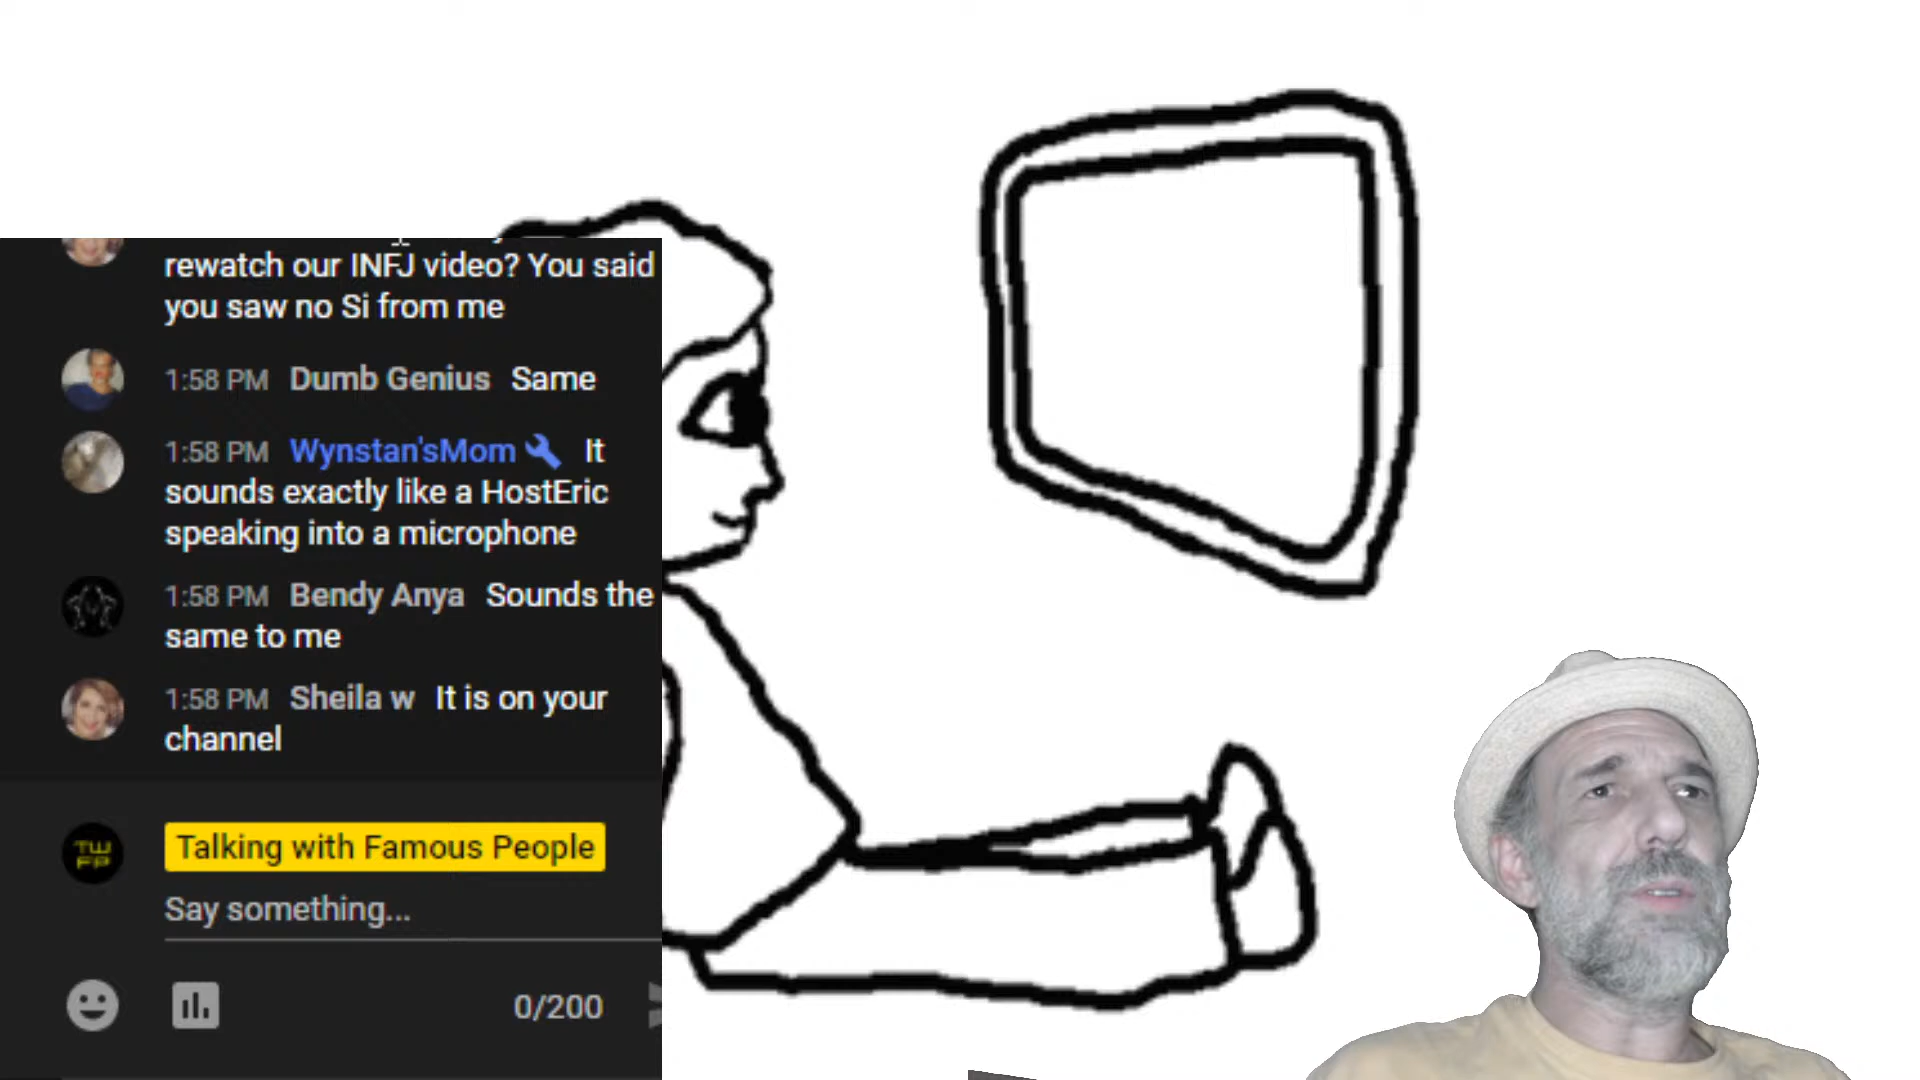 rewatch our INFJ video? You said
you saw no Si from me
1:58 PM Dumb Genius Same
1:58 PM Wynstan'sMom It
sounds exactly like a HostEric
speaking into a microphone
1:58 PM Bendy Anya Sounds the
same to me
1:58 PM Sheila w It is on your
channel
TW
FP
Talking with Famous People
Say something...
0/200